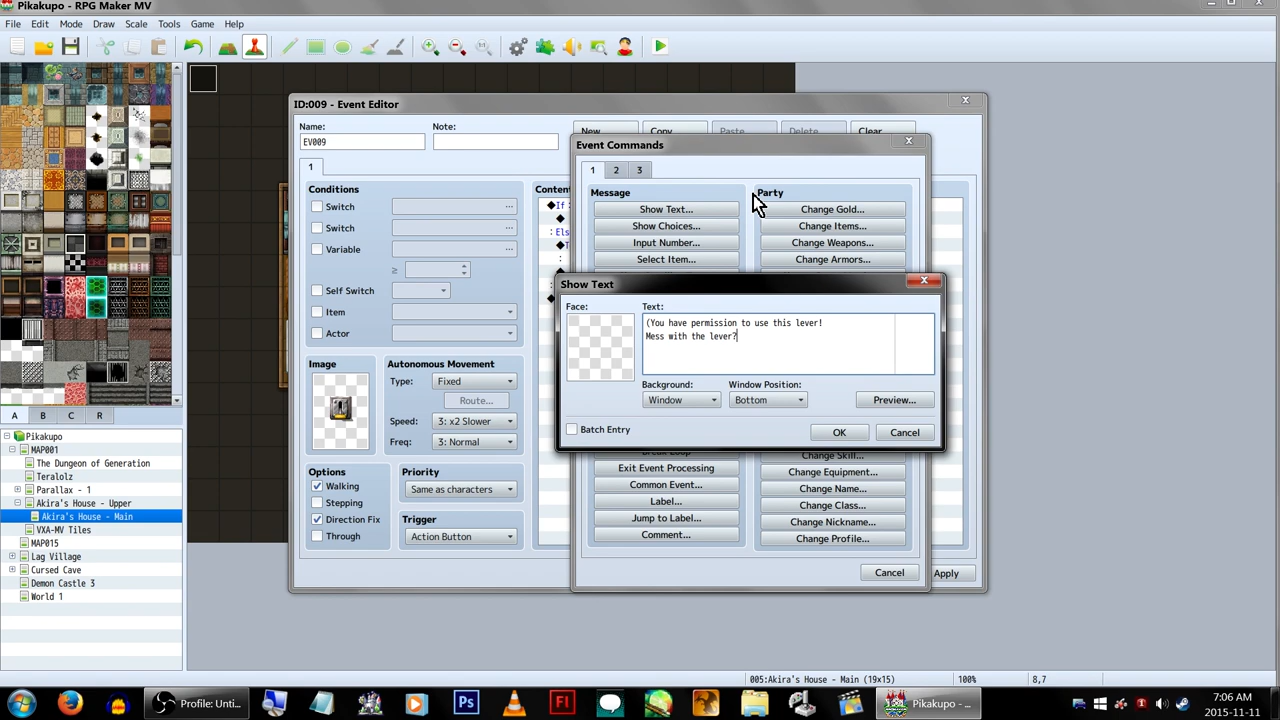 Pikakupo - RPG Maker MV
File Edit Mode Draw Scale Tools Game Help
ID:009 - Event Editor
Name:
Note:
EV009
New
Copy
Paste
Delete
Clear
1
Conditions
Switch
Switch
Variable
≥
Self Switch
Item
Actor
Image
Autonomous Movement
Type: Fixed
Route...
Speed: 3: x2 Slower
Freq: 3: Normal
Options
Walking
Stepping
Direction Fix
Through
Priority
Same as characters
Trigger
Action Button
Conten
◆If :
◆
: Els
◆T
:
Apply
Event Commands
1 2 3
Message
Show Text...
Show Choices...
Input Number...
Select Item...
Party
Change Gold...
Change Items...
Change Weapons...
Change Armors...
Show Text
Face:
Text:
(You have permission to use this lever!
Mess with the lever?
Background:
Window
Window Position:
Bottom
Preview...
Batch Entry
OK
Cancel
Break Loop
Exit Event Processing
Common Event...
Label...
Jump to Label...
Comment...
Change Skill...
Change Equipment...
Change Name...
Change Class...
Change Nickname...
Change Profile...
Cancel
A B C R
Pikakupo
MAP001
The Dungeon of Generation
Teralolz
Parallax - 1
Akira's House - Upper
Akira's House - Main
VXA-MV Tiles
MAP015
Lag Village
Cursed Cave
Demon Castle 3
World 1
005:Akira's House - Main (19x15)
100%
8,7
Profile: Unti...
Ps
Fl
Pikakupo - ...
7:06 AM
2015-11-11